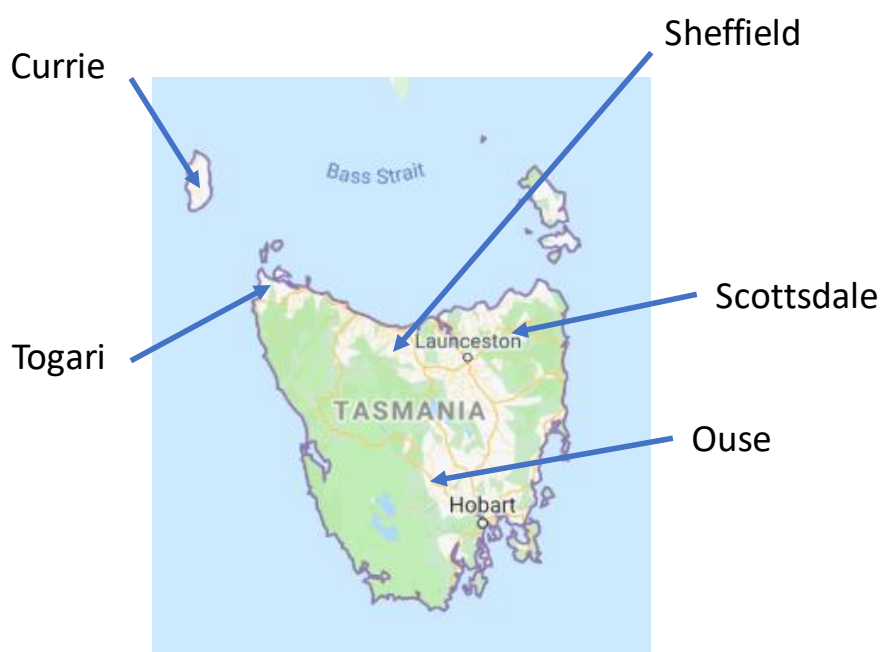 Sheffield
Currie
Bass Strait
Scottsdale
Togari
Launceston
TASMANIA
Ouse
Hobart